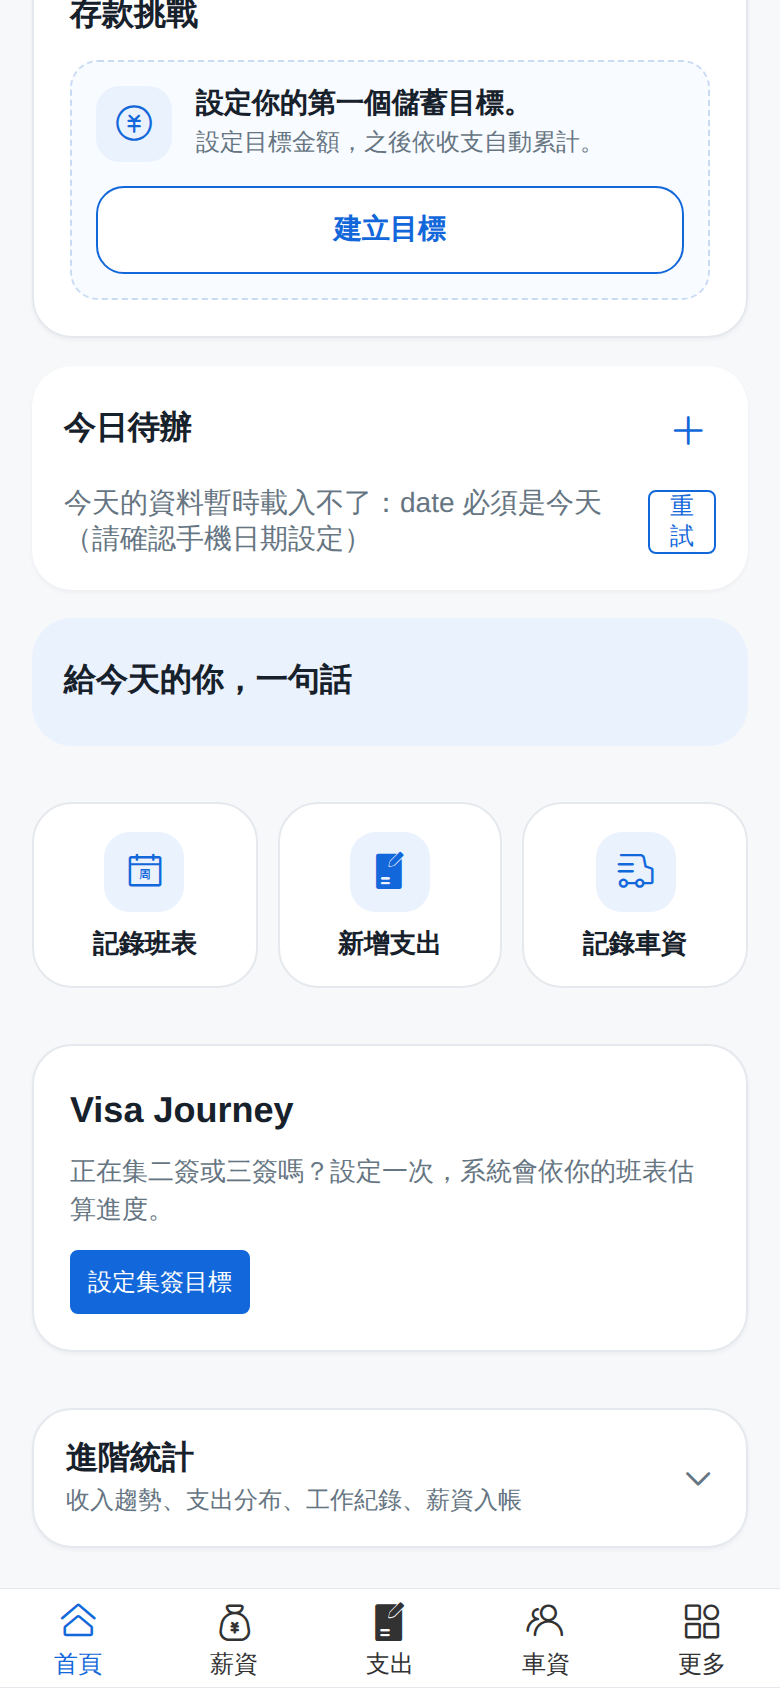 存款挑戰
設定你的第一個儲蓄目標。
設定目標金額，之後依收支自動累計。
建立目標
今日待辦
今天的資料暫時載入不了：date 必須是今天
（請確認手機日期設定）
重
試
給今天的你，一句話
周
記錄班表
新增支出
記錄車資
Visa Journey
正在集二簽或三簽嗎？設定一次，系統會依你的班表估
算進度。
設定集簽目標
進階統計
收入趨勢、支出分布、工作紀錄、薪資入帳
首頁
薪資
支出
車資
更多